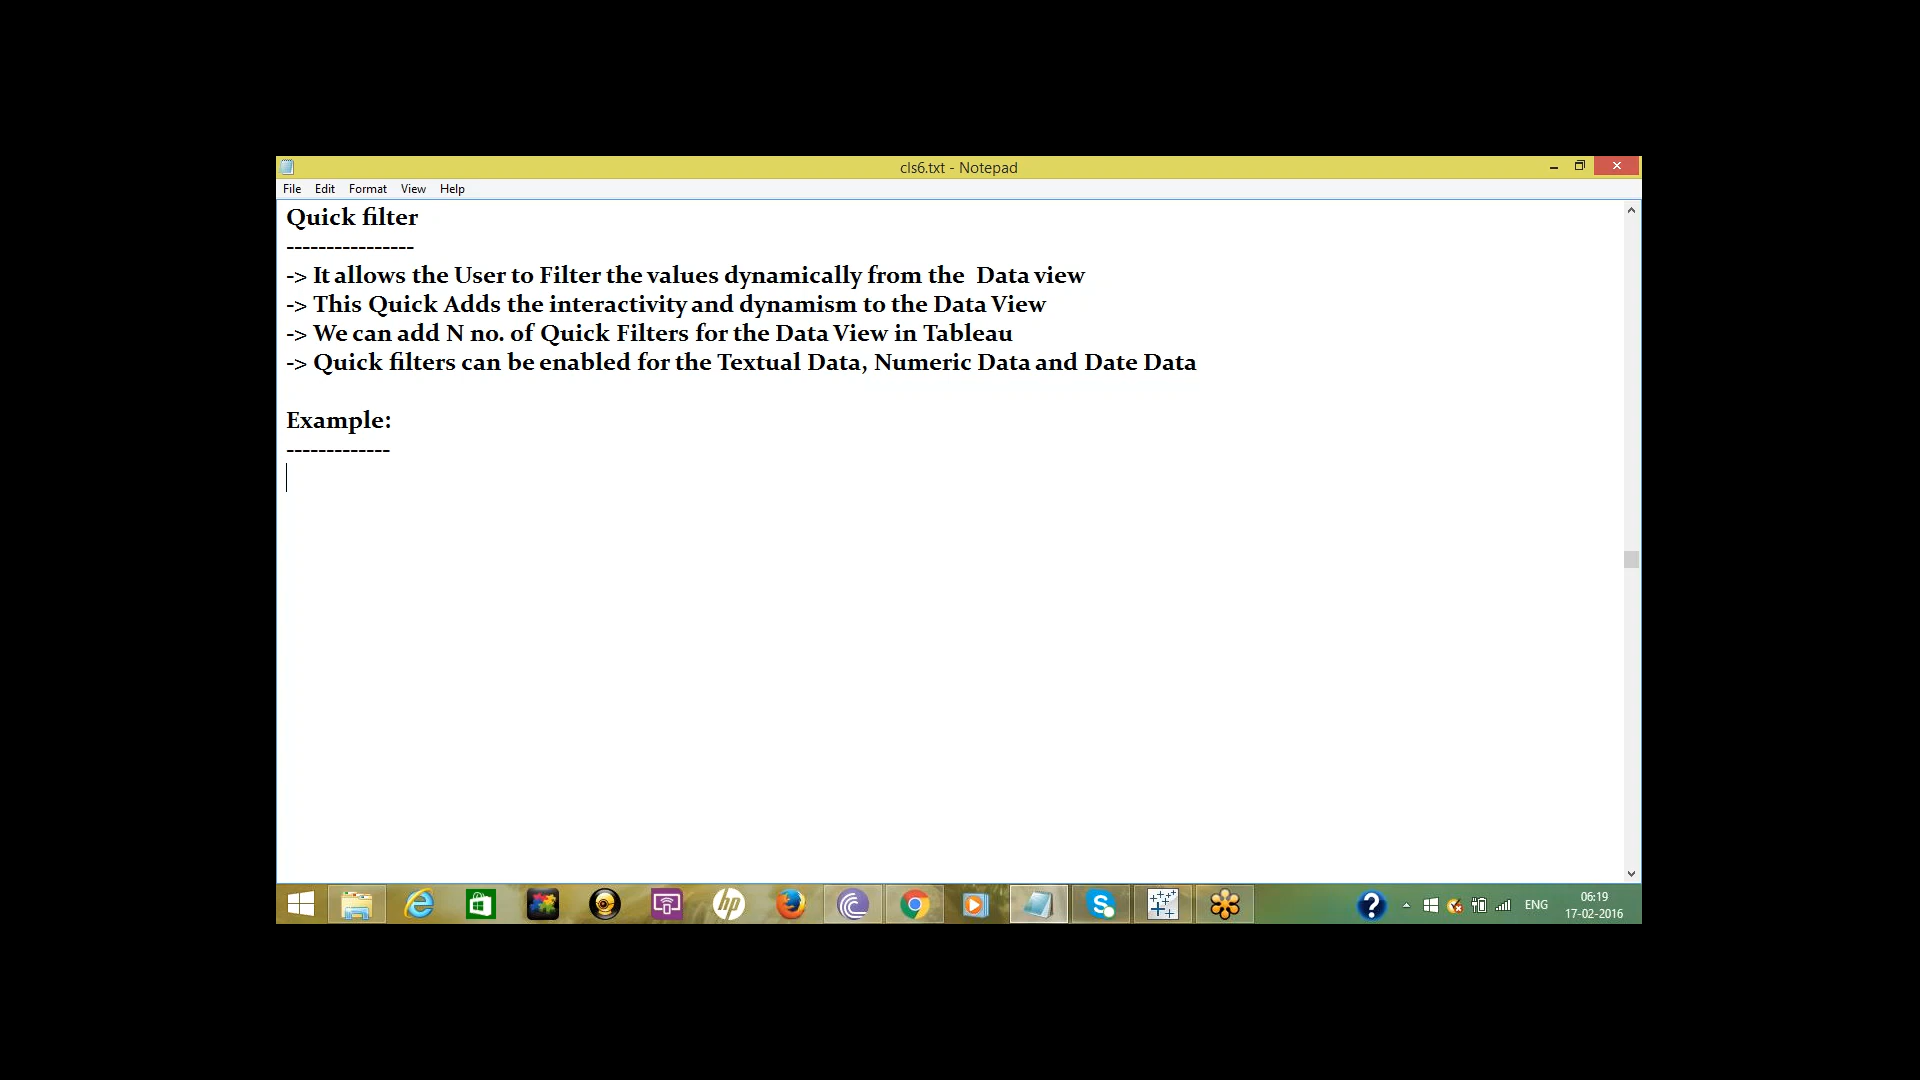 cls6.txt - Notepad
File Edit Format View Help
Quick filter
----------------
-> It allows the User to Filter the values dynamically from the  Data view
-> This Quick Adds the interactivity and dynamism to the Data View
-> We can add N no. of Quick Filters for the Data View in Tableau
-> Quick filters can be enabled for the Textual Data, Numeric Data and Date Data
Example:
-------------
hp
S
?
ENG
06:19
17-02-2016